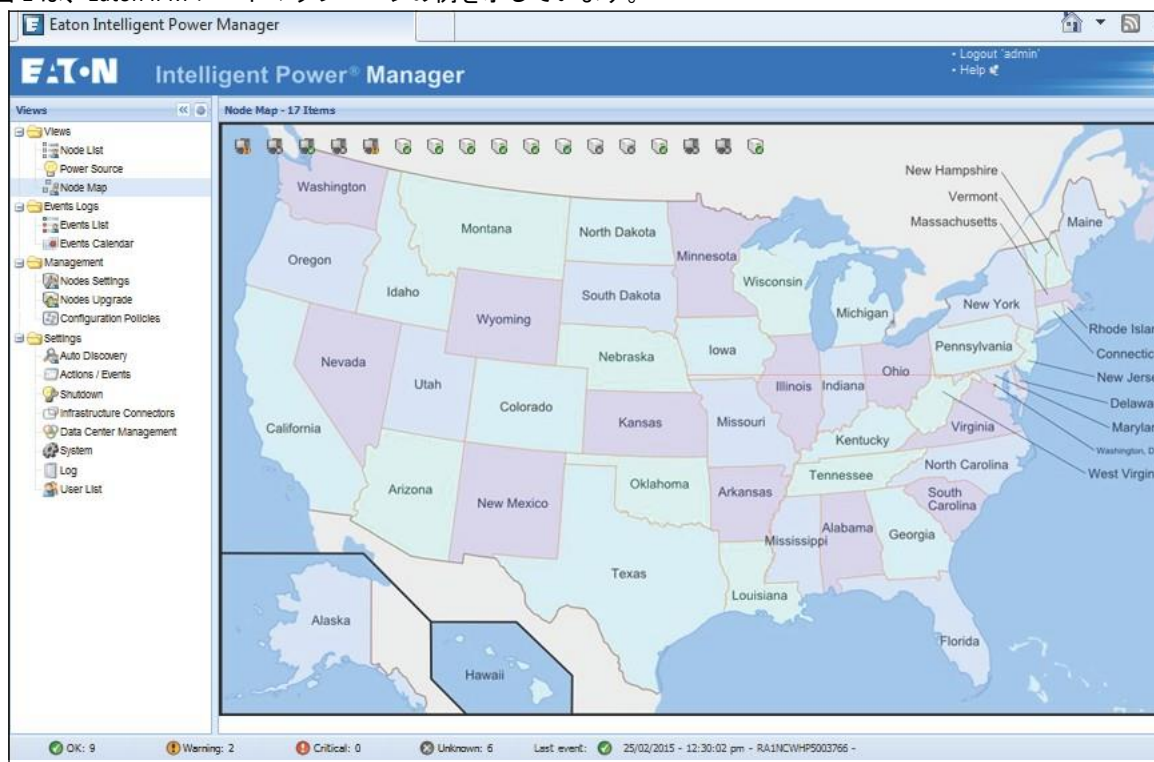 Eaton Intelligent Power Manager
EATON Intelligent Power® Manager
• Logout 'admin'
• Help
Views
Node Map - 17 Items
Views
Node List
Power Source
Node Map
Events Logs
Events List
Events Calendar
Management
Nodes Settings
Nodes Upgrade
Configuration Policies
Settings
Auto Discovery
Actions / Events
Shutdown
Infrastructure Connectors
Data Center Management
System
Log
User List
New Hampshire
Vermont
Massachusetts
Maine
Washington
Montana
North Dakota
Minnesota
Oregon
Idaho
Wisconsin
South Dakota
Michigan
New York
Wyoming
Rhode Islar
Connectic
Pennsylvania
Nevada
Nebraska
Iowa
Ohio
New Jerse
Utah
Illinois
Indiana
Delawa
Colorado
Kansas
Missouri
Virginia
Marylar
California
Kentucky
Washington, D
North Carolina
West Virgin
Tennessee
Arizona
Oklahoma
Arkansas
New Mexico
South
Carolina
Alabama
Georgia
Mississippi
Texas
Louisiana
Alaska
Florida
Hawaii
OK: 9 Warning: 2 Critical: 0 Unknown: 6 Last event: 25/02/2015 - 12:30:02 pm - RA1NCWHP5003766 -